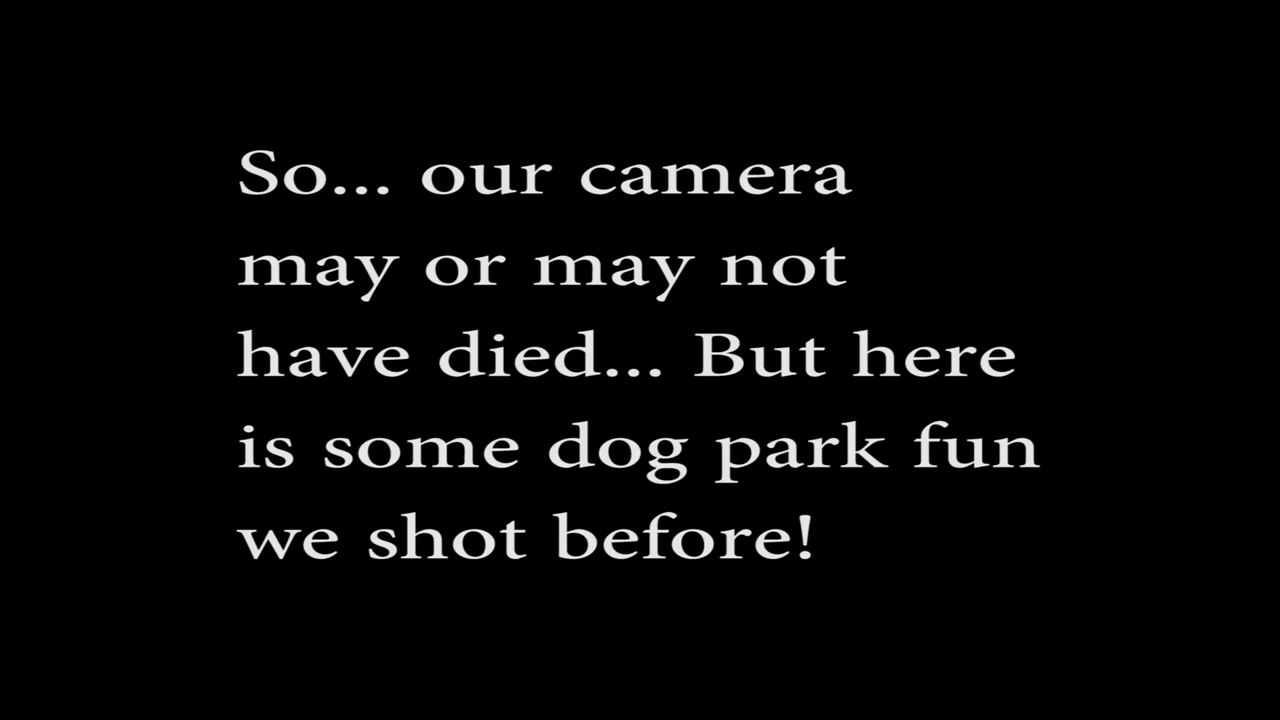 So... our camera
may or may not
have died... But here
is some dog park fun
we shot before!